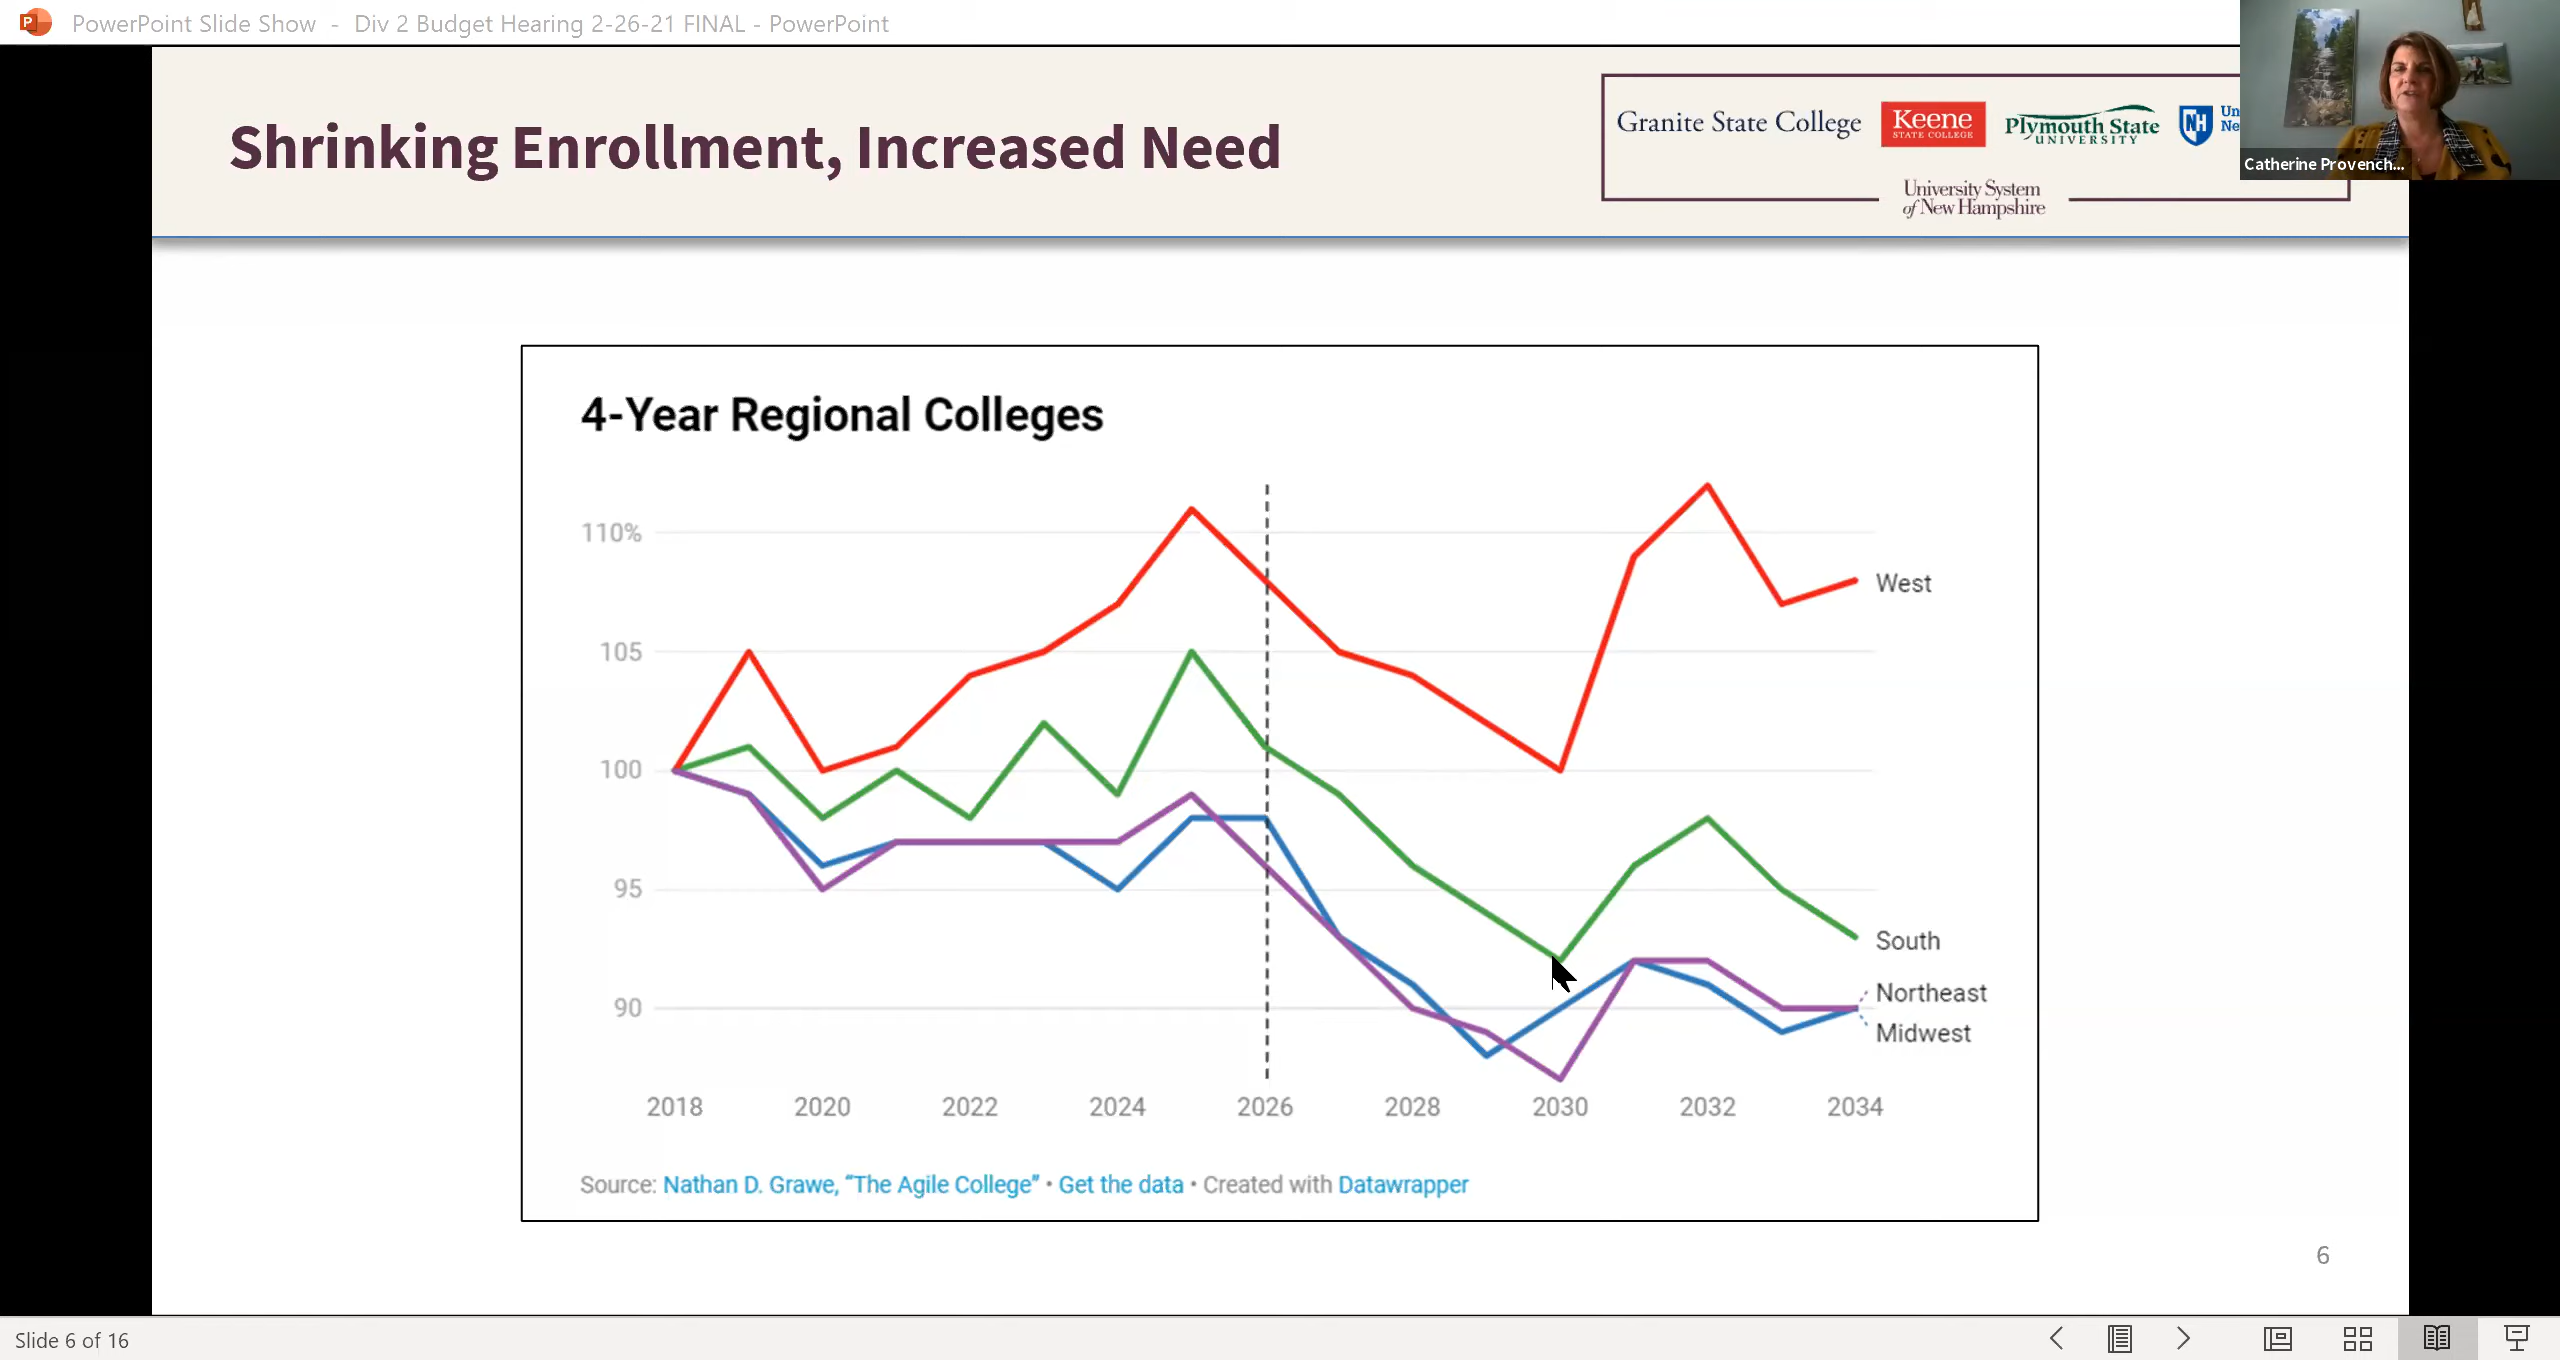 PowerPoint Slide Show - Div 2 Budget Hearing 2-26-21 FINAL - PowerPoint
Shrinking Enrollment, Increased Need
Granite State College
Keene
STATE COLLEGE
Plymouth State
UNIVERSITY
NH
Un
Ne
University System
of New Hampshire
Catherine Provench...
4-Year Regional Colleges
110%
105
100
95
90
West
South
Northeast
Midwest
2018 2020 2022 2024 2026 2028 2030 2032 2034
Source: Nathan D. Grawe, “The Agile College” • Get the data • Created with Datawrapper
6
Slide 6 of 16